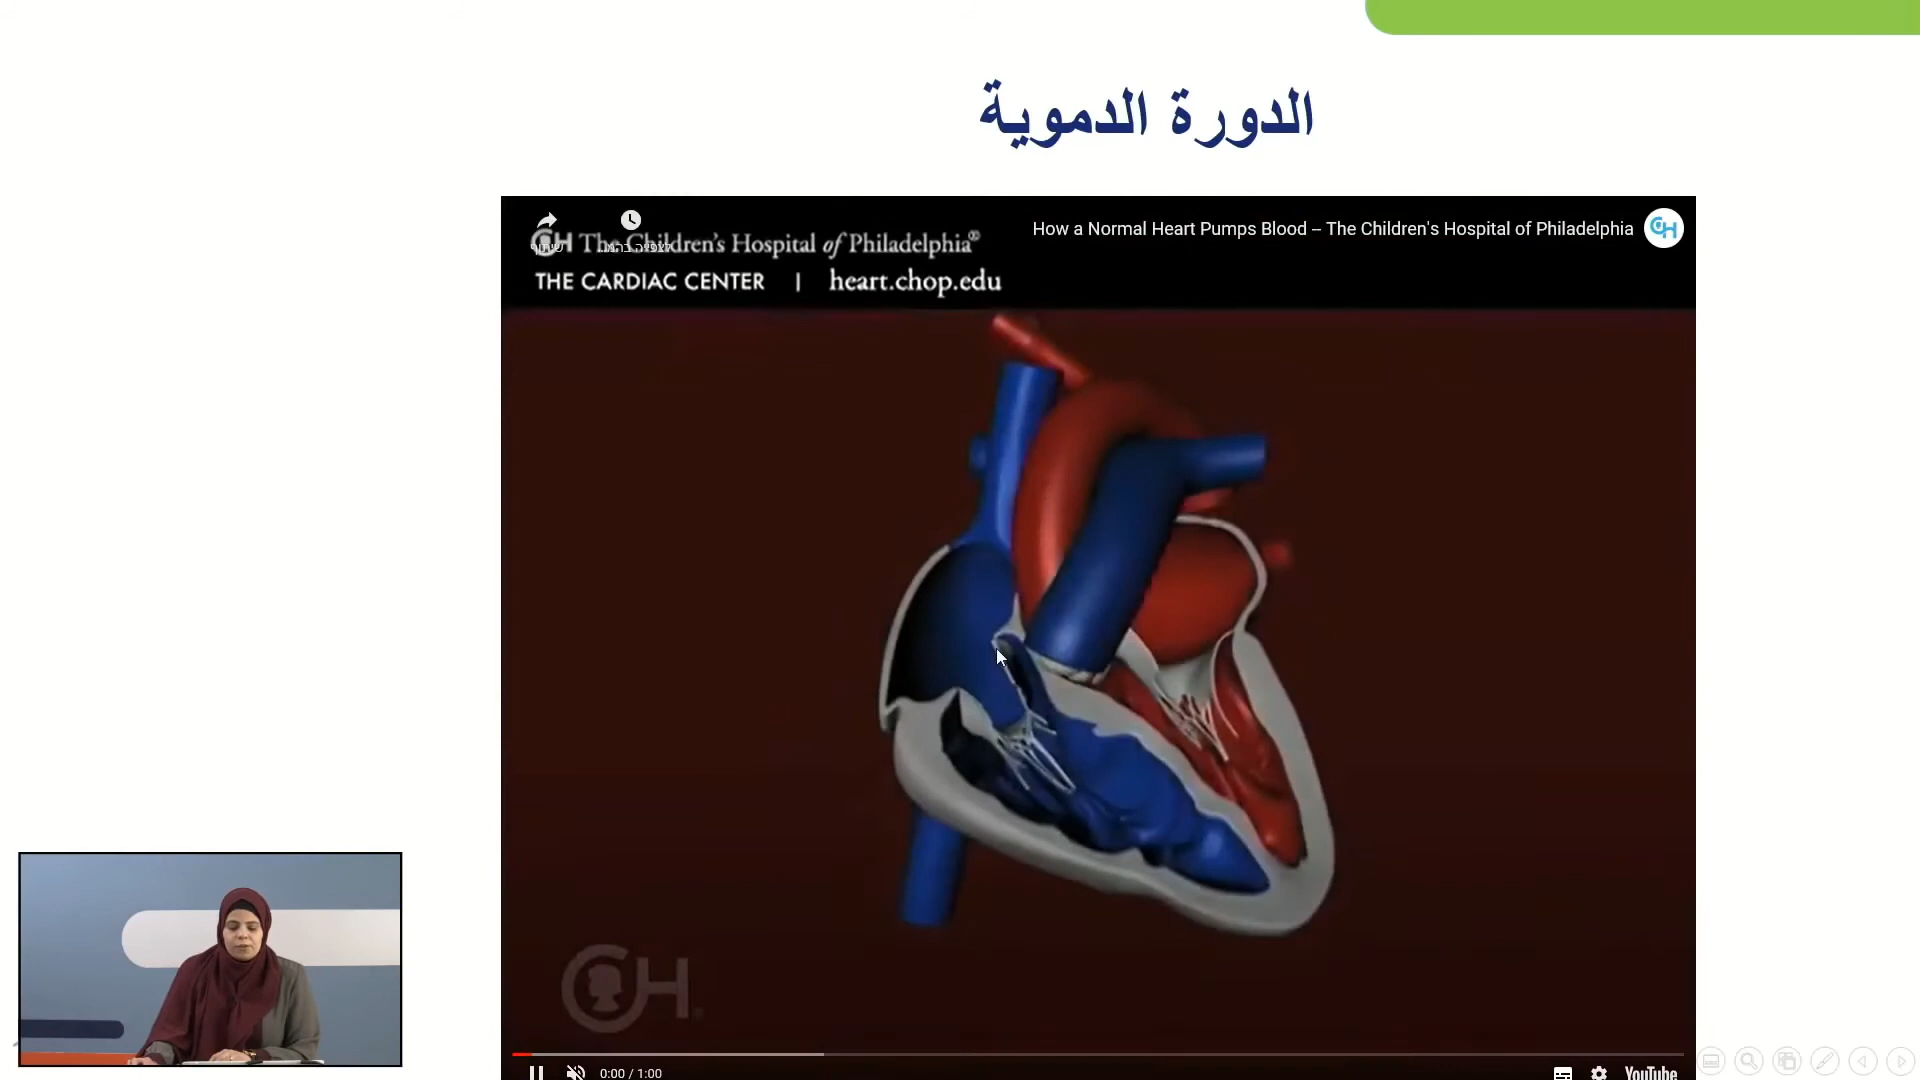 الدورة الدموية
How a Normal Heart Pumps Blood – The Children's Hospital of Philadelphia
The Children's Hospital of Philadelphia®
THE CARDIAC CENTER | heart.chop.edu
0:00 / 1:00
YouTube